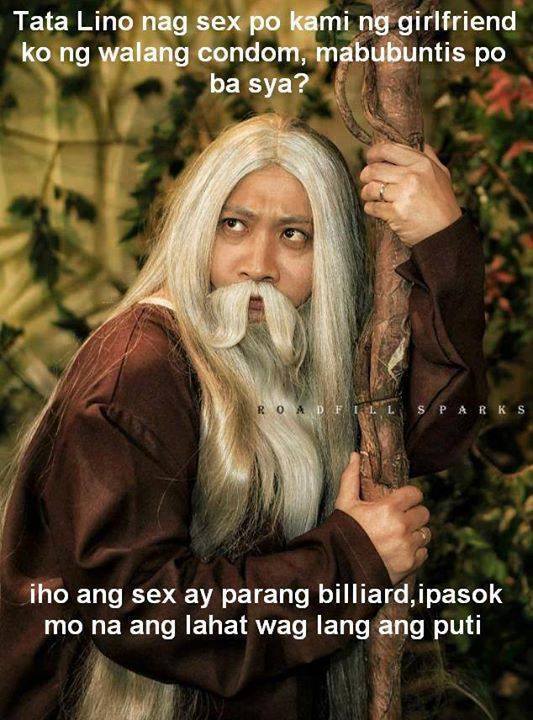 Tata Lino nag sex po kami ng girlfriend
ko ng walang condom, mabubuntis po
ba sya?
ROADFILL SPARKS
iho ang sex ay parang billiard,ipasok
mo na ang lahat wag lang ang puti